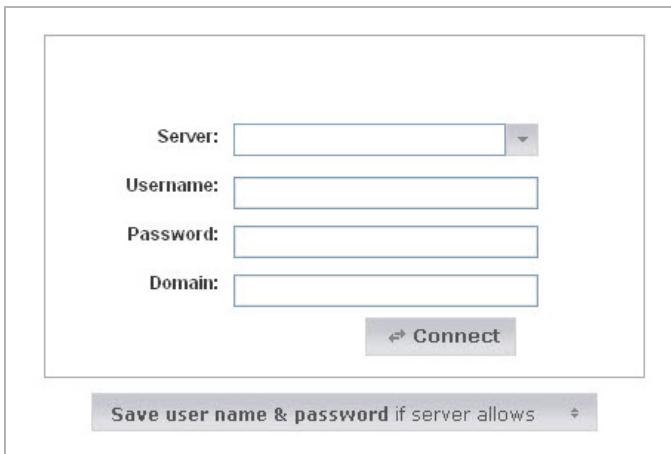 Server:
Username:
Password:
Domain:
Connect
Save user name & password if server allows